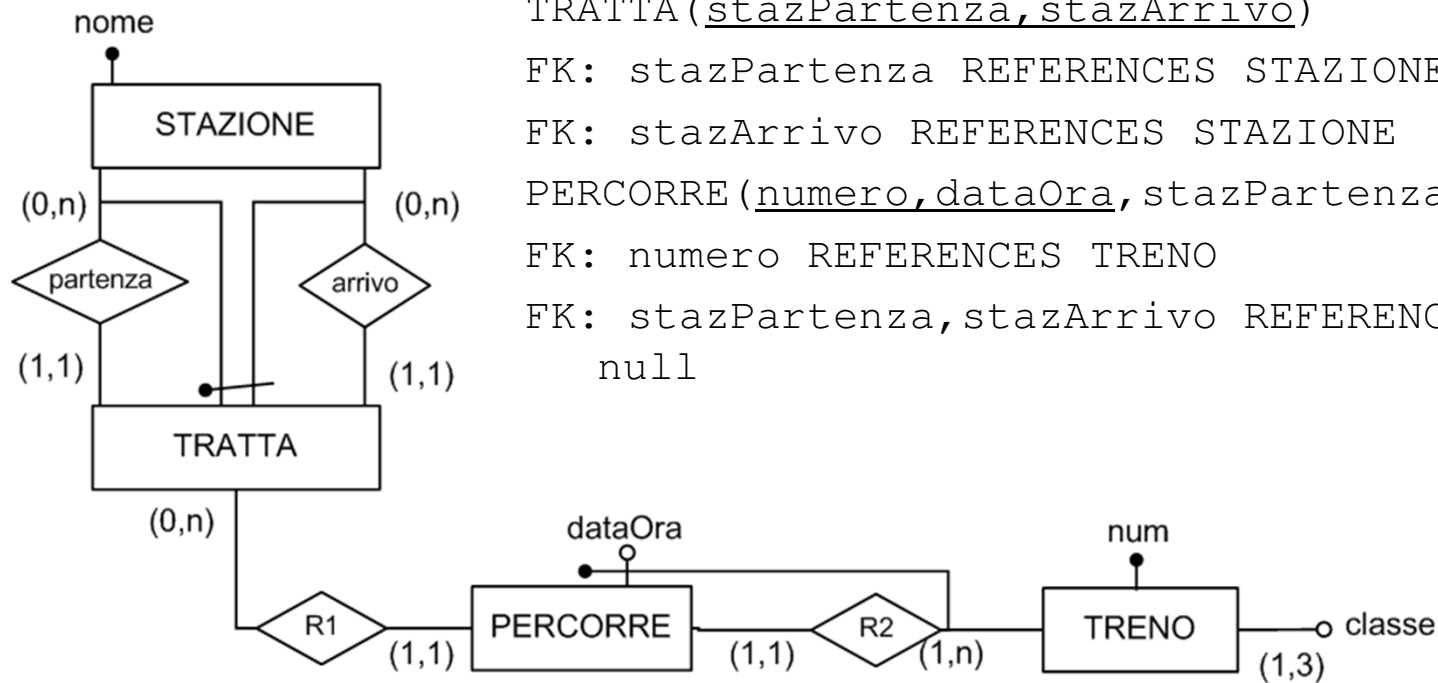 nome
TRATTA(stazPartenza,stazArrivo)
FK: stazPartenza REFERENCES STAZIONE
STAZIONE
FK: stazArrivo REFERENCES STAZIONE
(0,n) (0,n)
PERCORRE(numero,dataOra,stazPartenza
partenza arrivo
FK: numero REFERENCES TRENO
FK: stazPartenza,stazArrivo
null
(1,1) (1,1)
TRATTA
(0,n)
dataOra num
R1 PERCORRE R2 TRENO classe
(1,1) (1,1) (1,n) (1,3)